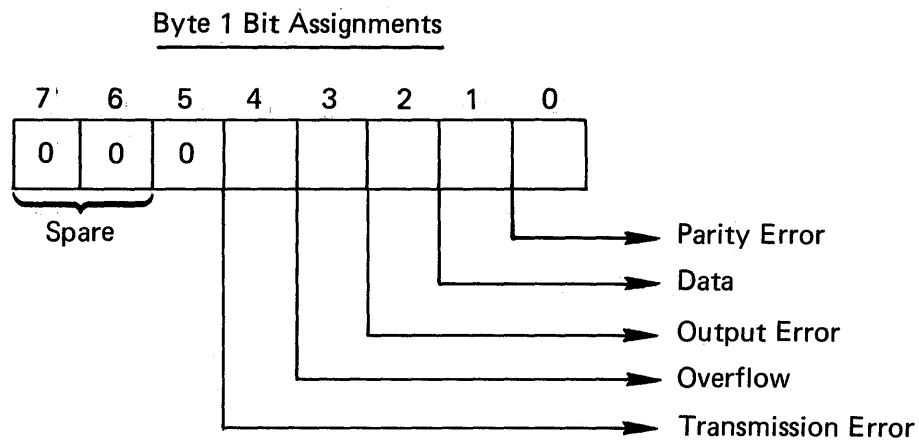 Byte 1 Bit Assignments
7 6 5 4 3 2 1 0
0 0 0
Spare
Parity Error
Data
Output Error
Overflow
Transmission Error